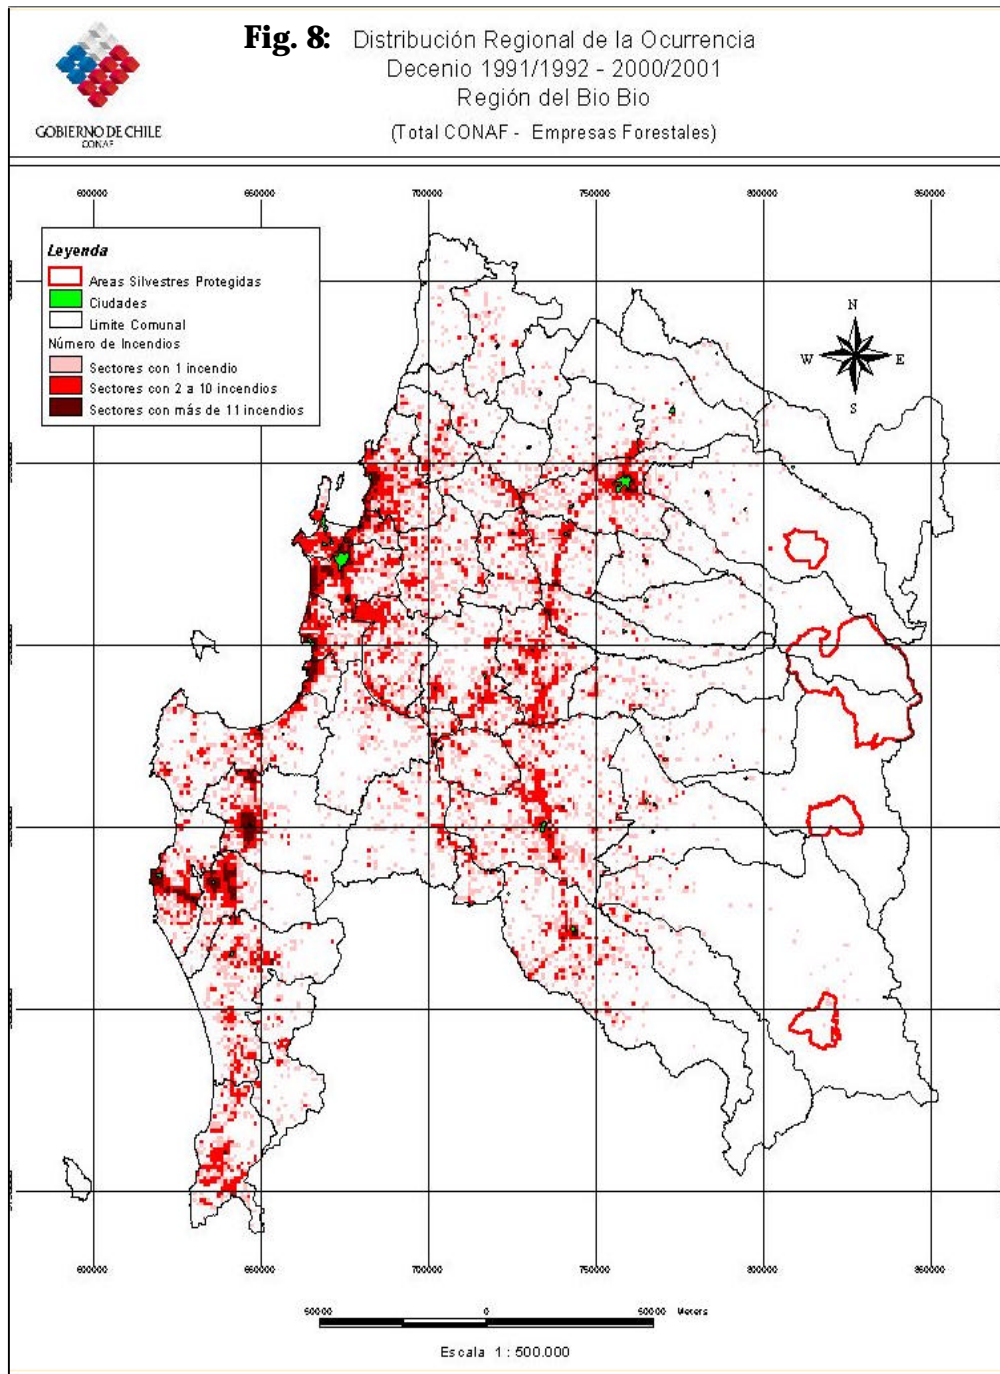 Fig. 8: Distribución Regional de la Ocurrencia
Decenio 1991/1992 - 2000/2001
Región del Bio Bio
(Total CONAF - Empresas Forestales)
GOBIERNO DE CHILE
CONAF
600000 650000 700000 750000 800000 850000
Leyenda
Areas Silvestres Protegidas
Ciudades
Limite Comunal
Número de Incendios
Sectores con 1 incendio
Sectores con 2 a 10 incendios
Sectores con más de 11 incendios
N
W E
S
600000 650000 700000 750000 800000 850000
50000 0 50000 Meters
Escala 1 : 500.000